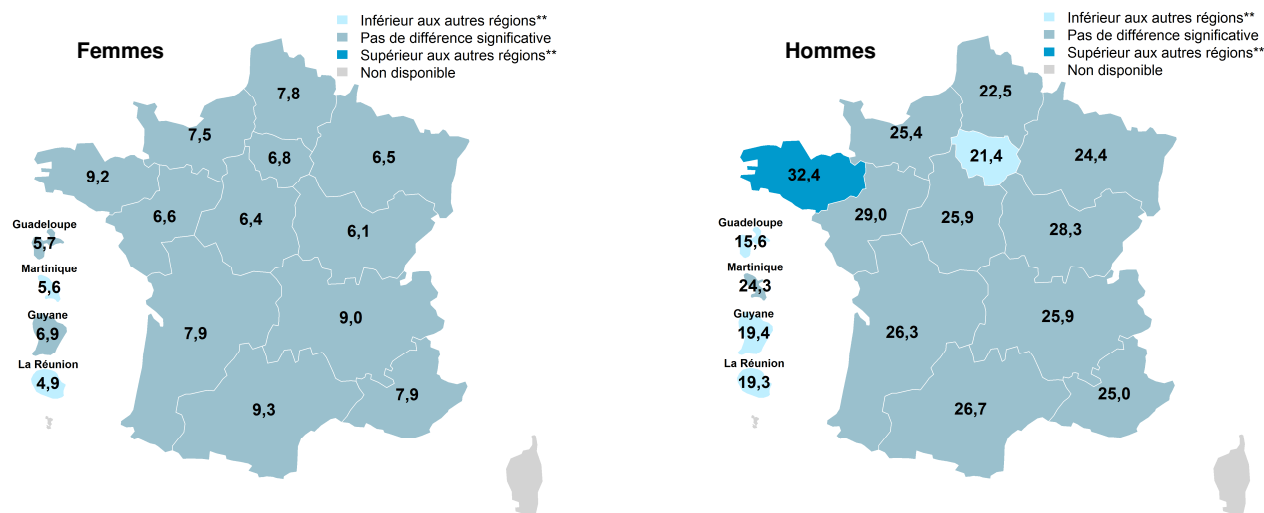 Femmes
Inférieur aux autres régions**
Pas de différence significative
Supérieur aux autres régions**
Non disponible
7,8
7,5
6,8
6,5
9,2
6,6
6,4
6,1
Guadeloupe
5,7
Martinique
5,6
Guyane
6,9
La Réunion
4,9
7,9
9,0
9,3
7,9
Hommes
Inférieur aux autres régions**
Pas de différence significative
Supérieur aux autres régions**
Non disponible
22,5
25,4
21,4
24,4
32,4
29,0
25,9
28,3
Guadeloupe
15,6
Martinique
24,3
Guyane
19,4
La Réunion
19,3
26,3
25,9
26,7
25,0